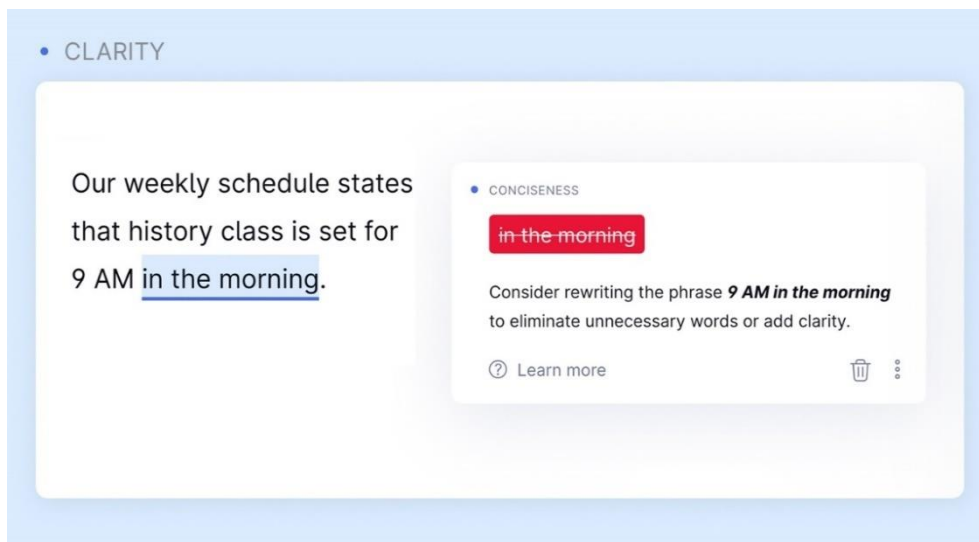 CLARITY
Our weekly schedule states
that history class is set for
9 AM in the morning.
CONCISENESS
in the morning
Consider rewriting the phrase 9 AM in the morning
to eliminate unnecessary words or add clarity.
Learn more